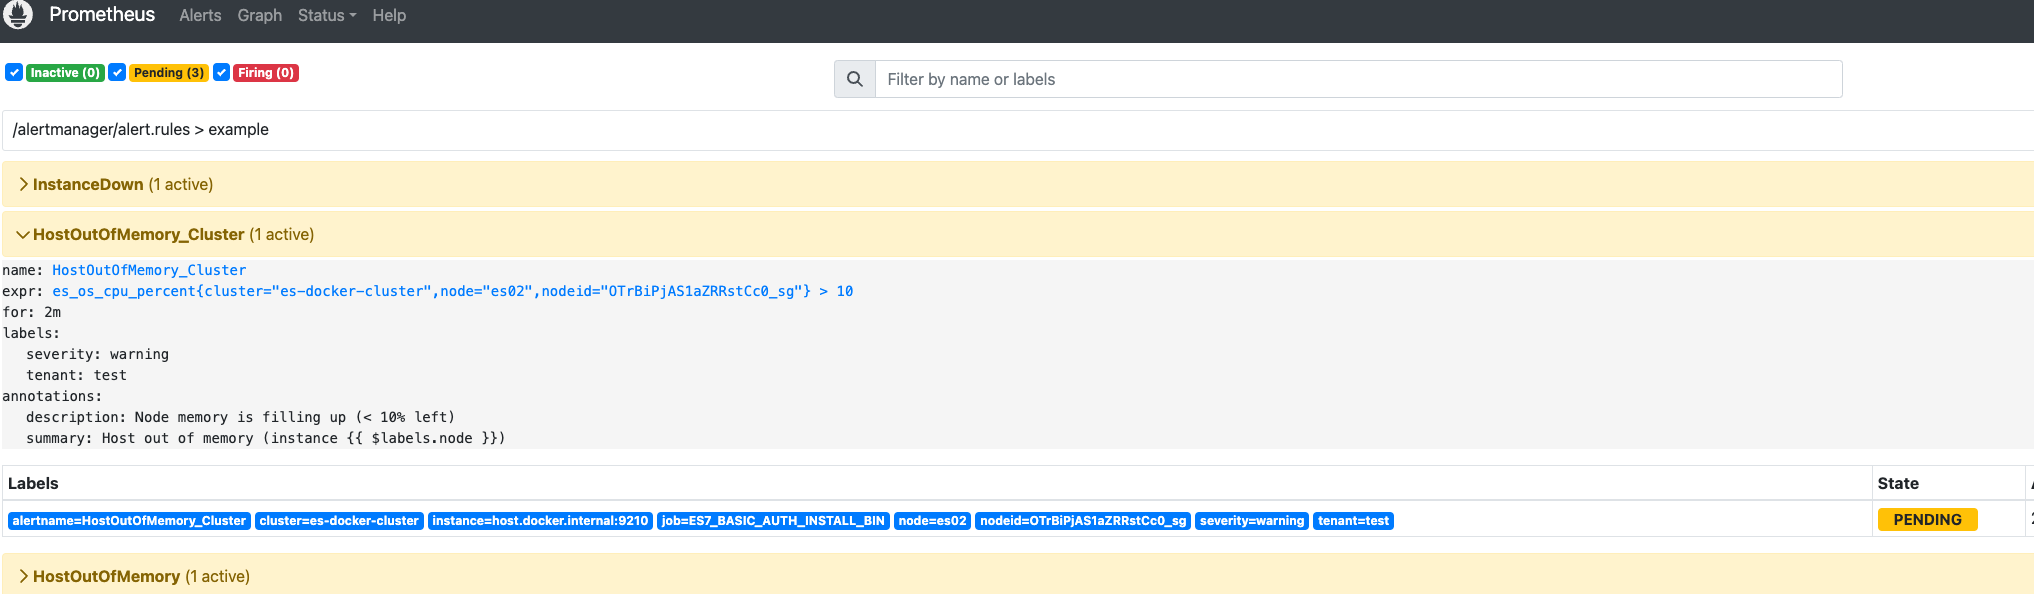 Prometheus Alerts Graph Status Help
Inactive (0) Pending (3) Firing (0)
Filter by name or labels
/alertmanager/alert.rules > example
InstanceDown (1 active)
HostOutOfMemory_Cluster (1 active)
name: HostOutOfMemory_Cluster
expr: es_os_cpu_percent{cluster="es-docker-cluster",node="es02",nodeid="OTrBiPjAS1aZRRstCc0_sg"} > 10
for: 2m
labels:
severity: warning
tenant: test
annotations:
description: Node memory is filling up (< 10% left)
summary: Host out of memory (instance {{ $labels.node }})
Labels State
alertname=HostOutOfMemory_Cluster cluster=es-docker-cluster instance=host.docker.internal:9210 job=ES7_BASIC_AUTH_INSTALL_BIN node=es02 nodeid=OTrBiPjAS1aZRRstCc0_sg severity=warning tenant=test PENDING
HostOutOfMemory (1 active)